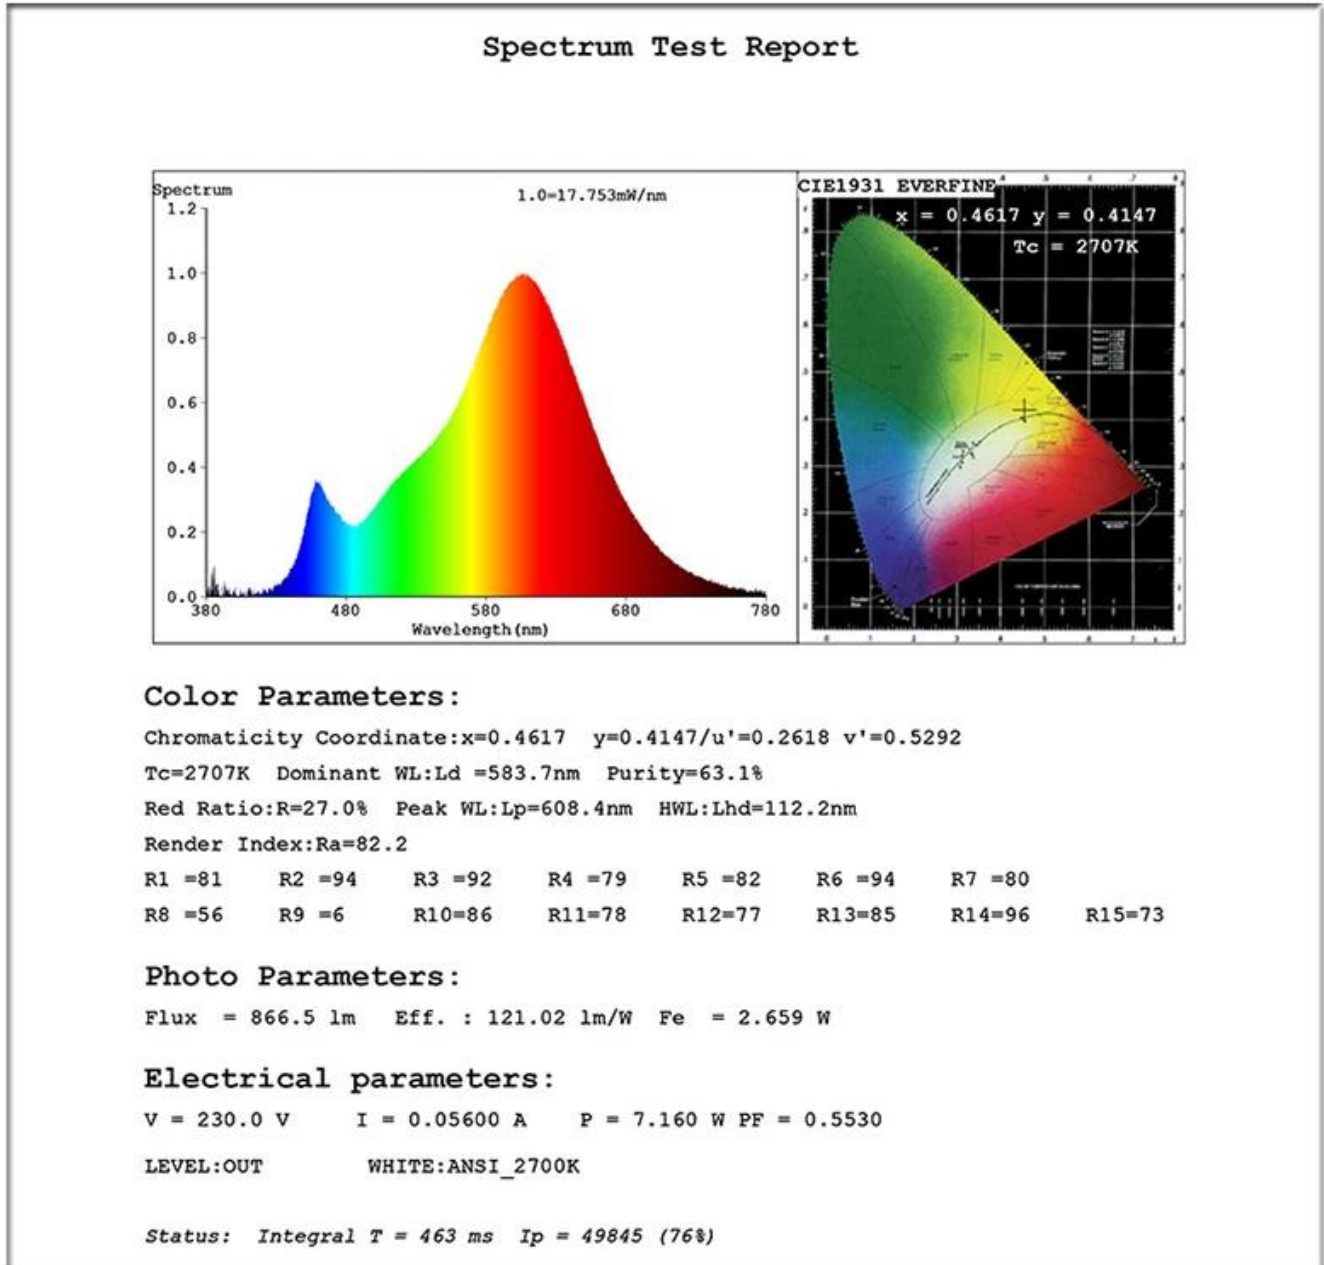 Spectrum Test Report
Spectrum
1.0=17.753mW/nm
1.2
1.0
0.8
0.6
0.4
0.2
0.0
380 480 580 680 780
Wavelength(nm)
CIE1931 EVERFINE
x = 0.4617 y = 0.4147
Tc = 2707K
Color Parameters:
Chromaticity Coordinate:x=0.4617 y=0.4147/u'=0.2618 v'=0.5292
Tc=2707K Dominant WL:Ld =583.7nm Purity=63.1%
Red Ratio:R=27.0% Peak WL:Lp=608.4nm HWL:Lhd=112.2nm
Render Index:Ra=82.2
R1 =81 R2 =94 R3 =92 R4 =79 R5 =82 R6 =94 R7 =80
R8 =56 R9 =6 R10=86 R11=78 R12=77 R13=85 R14=96 R15=73
Photo Parameters:
Flux = 866.5 lm Eff. : 121.02 lm/W Fe = 2.659 W
Electrical parameters:
V = 230.0 V I = 0.05600 A P = 7.160 W PF = 0.5530
LEVEL:OUT WHITE:ANSI_2700K
Status: Integral T = 463 ms Ip = 49845 (76%)